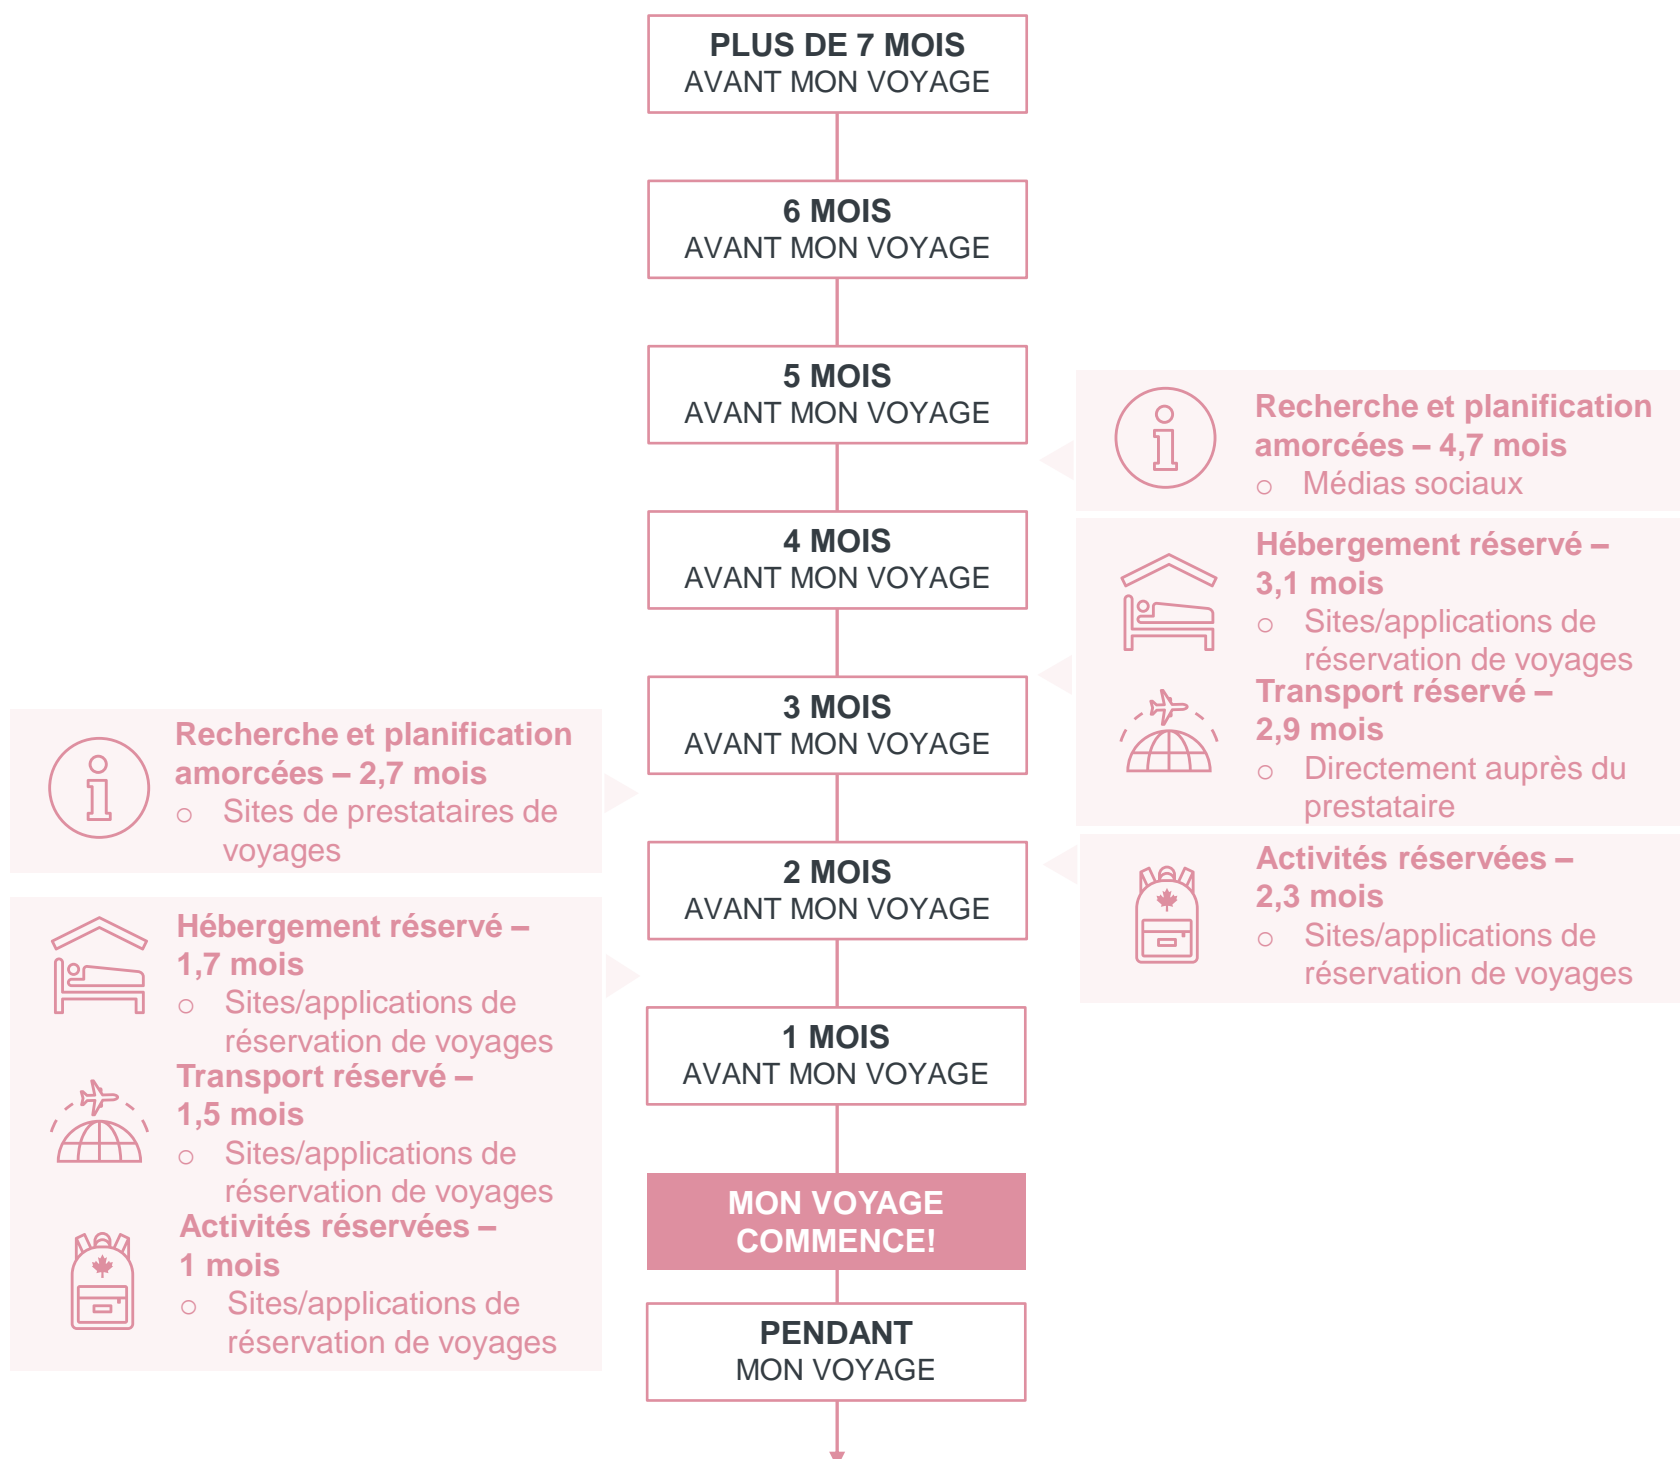 PLUS DE 7 MOIS
AVANT MON VOYAGE
6 MOIS
AVANT MON VOYAGE
5 MOIS
AVANT MON VOYAGE
4 MOIS
AVANT MON VOYAGE
3 MOIS
AVANT MON VOYAGE
2 MOIS
AVANT MON VOYAGE
1 MOIS
AVANT MON VOYAGE
MON VOYAGE
COMMENCE!
PENDANT
MON VOYAGE
Recherche et planification
amorcées – 2,7 mois
o Sites de prestataires de
voyages
Hébergement réservé –
1,7 mois
o Sites/applications de
réservation de voyages
Transport réservé –
1,5 mois
o Sites/applications de
réservation de voyages
Activités réservées –
1 mois
o Sites/applications de
réservation de voyages
Recherche et planification
amorcées – 4,7 mois
o Médias sociaux
Hébergement réservé –
3,1 mois
o Sites/applications de
réservation de voyages
Transport réservé –
2,9 mois
o Directement auprès du
prestataire
Activités réservées –
2,3 mois
o Sites/applications de
réservation de voyages